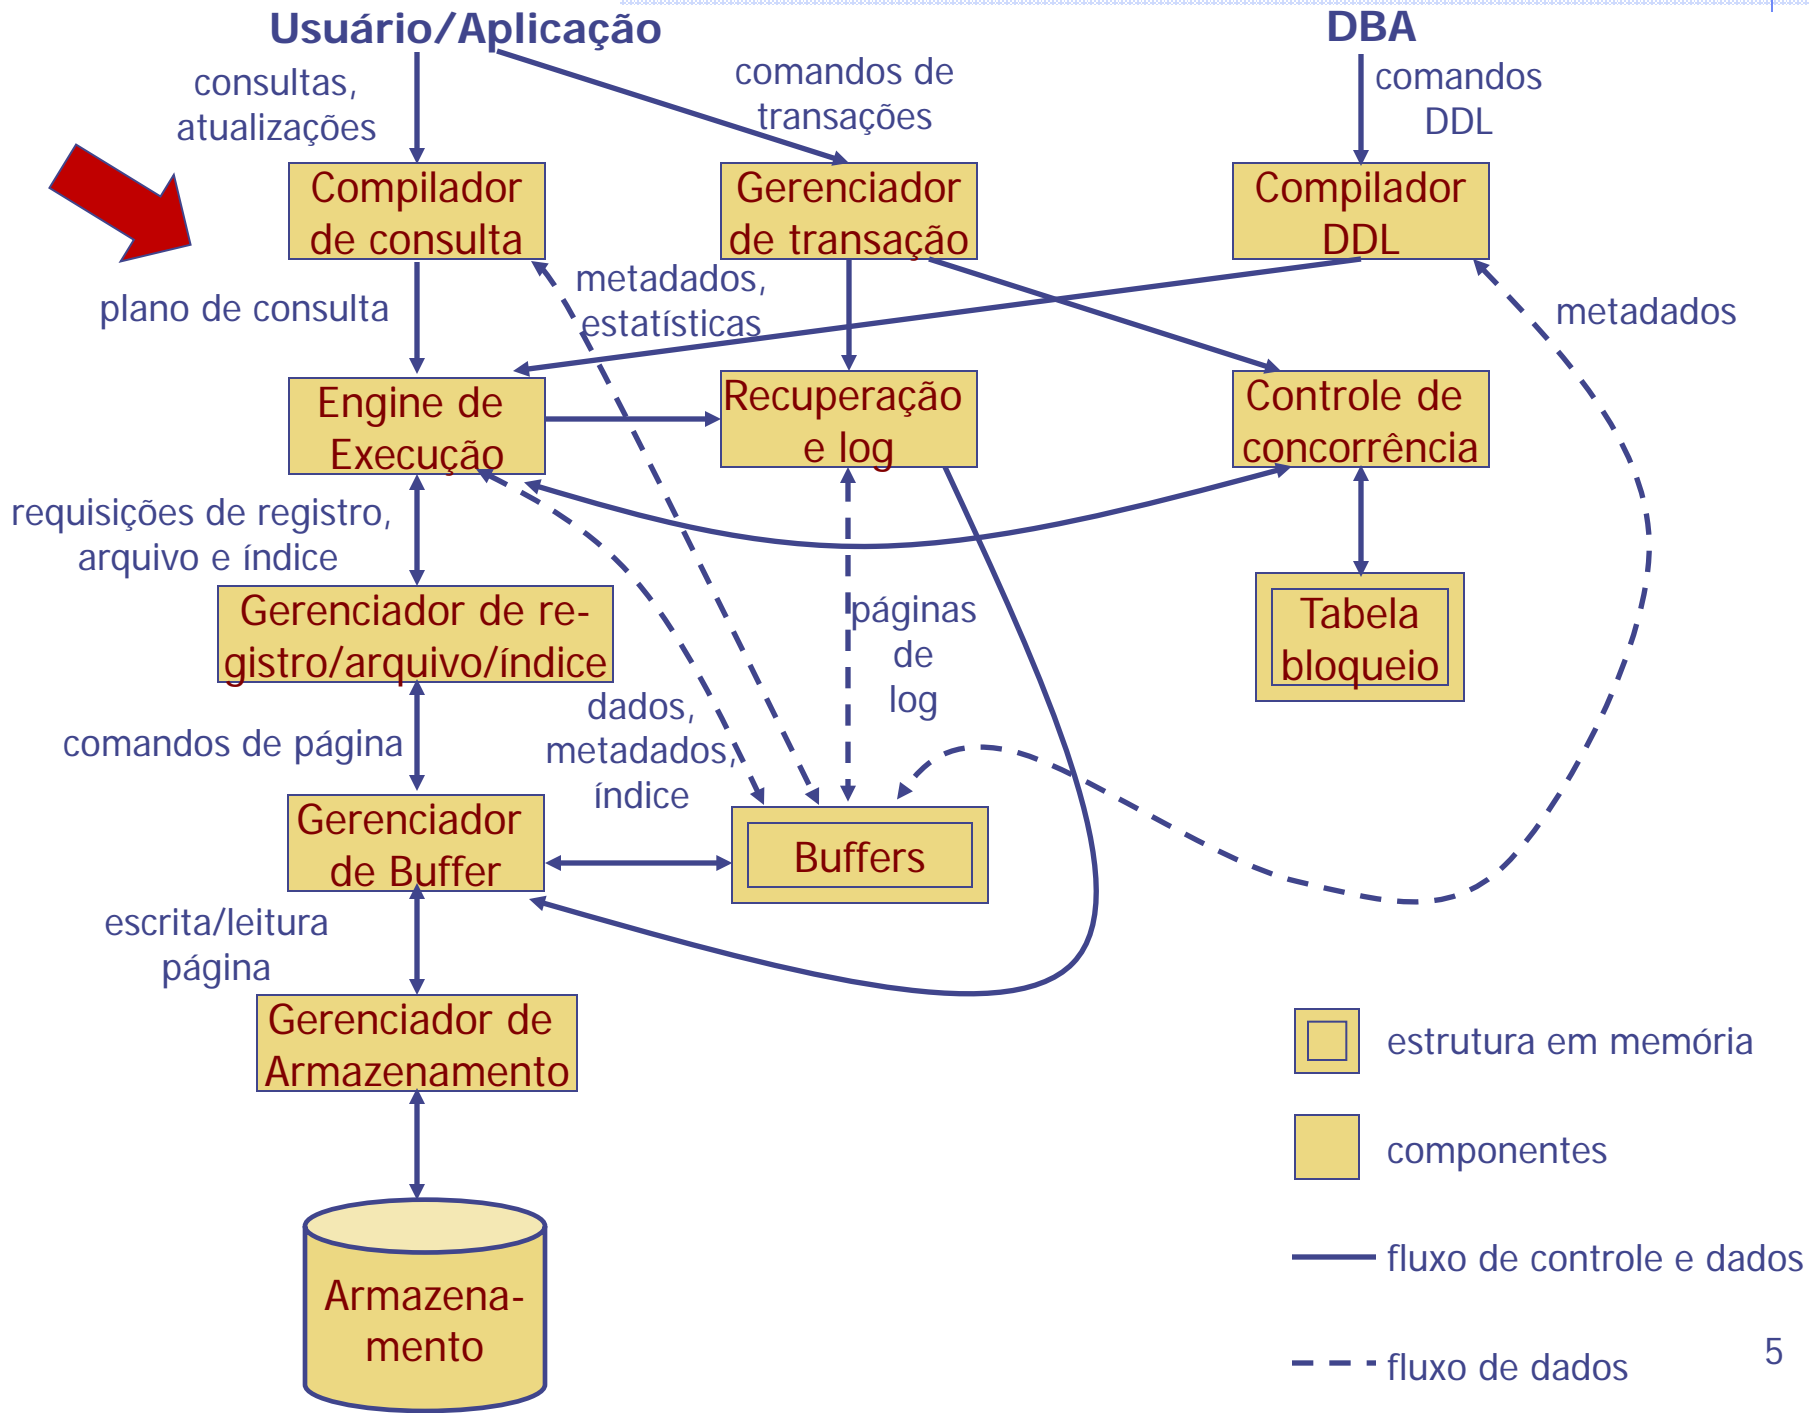 Usuário/Aplicação
DBA
consultas,
atualizações
comandos de
transações
comandos
DDL
Compilador
de consulta
Gerenciador
de transação
Compilador
DDL
plano de consulta
metadados,
estatísticas
metadados
Engine de
Execução
Recuperação
e log
Controle de
concorrência
requisições de registro,
arquivo e índice
Gerenciador de re-
gistro/arquivo/índice
páginas
de
log
Tabela
bloqueio
comandos de página
dados,
metadados,
índice
Gerenciador
de Buffer
Buffers
escrita/leitura
página
Gerenciador de
Armazenamento
Armazena-
mento
estrutura em memória
componentes
fluxo de controle e dados
fluxo de dados
5